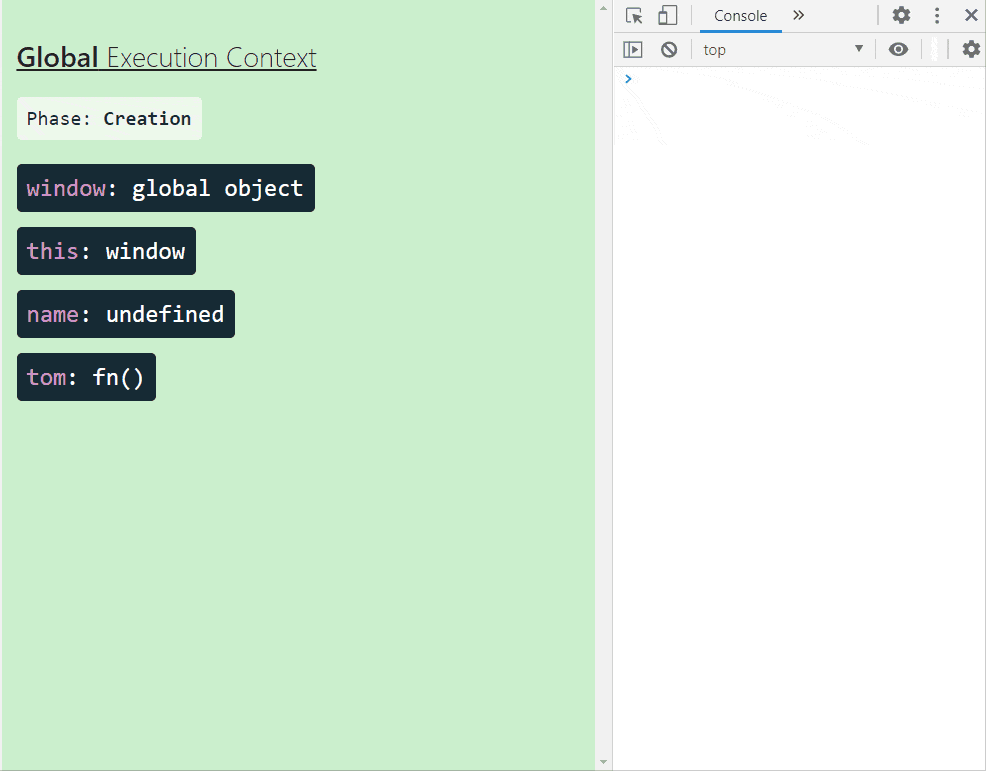 Global Execution Context
Phase: Creation
window: global object
this: window
name: undefined
tom: fn()
Console
top